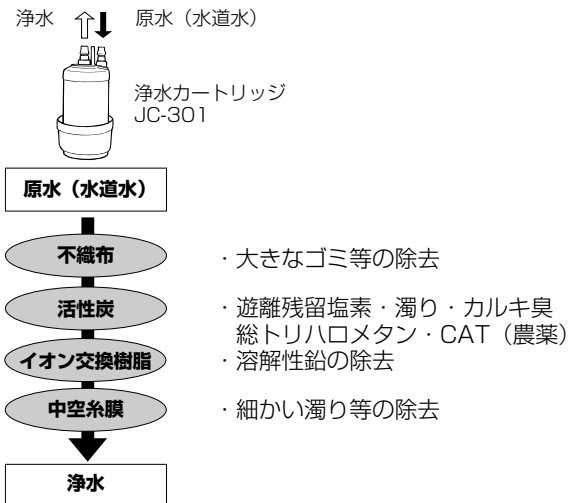 浄水 原水（水道水）
浄水カートリッジ
JC-301
原水（水道水）
不織布
・大きなゴミ等の除去
活性炭
・遊離残留塩素・濁り・カルキ臭
総トリハロメタン・CAT（農薬）
イオン交換樹脂
・溶解性鉛の除去
中空糸膜
・細かい濁り等の除去
浄水